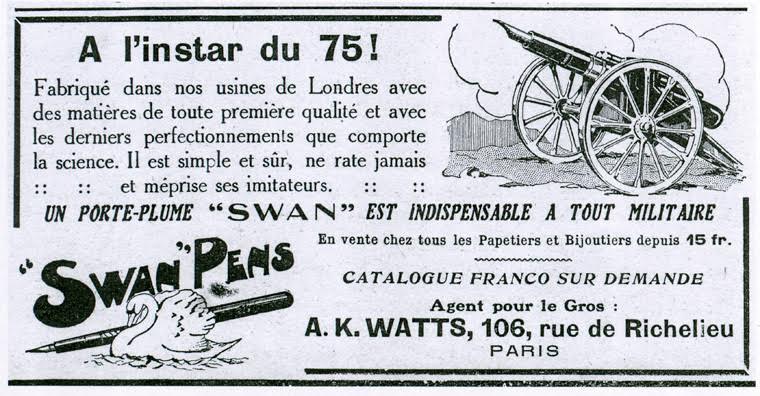 A l'instar du 75!
Fabriqué dans nos usines de Londres avec
des matières de toute première qualité et avec
les derniers perfectionnements que comporte
la science. Il est simple et sûr, ne rate jamais
:: :: et méprise ses imitateurs. :: ::
UN PORTE-PLUME "SWAN" EST INDISPENSABLE A TOUT MILITAIRE
"SWAN" PENS
En vente chez tous les Papetiers et Bijoutiers depuis 15 fr.
CATALOGUE FRANCO SUR DEMANDE
Agent pour le Gros :
A. K. WATTS, 106, rue de Richelieu
PARIS